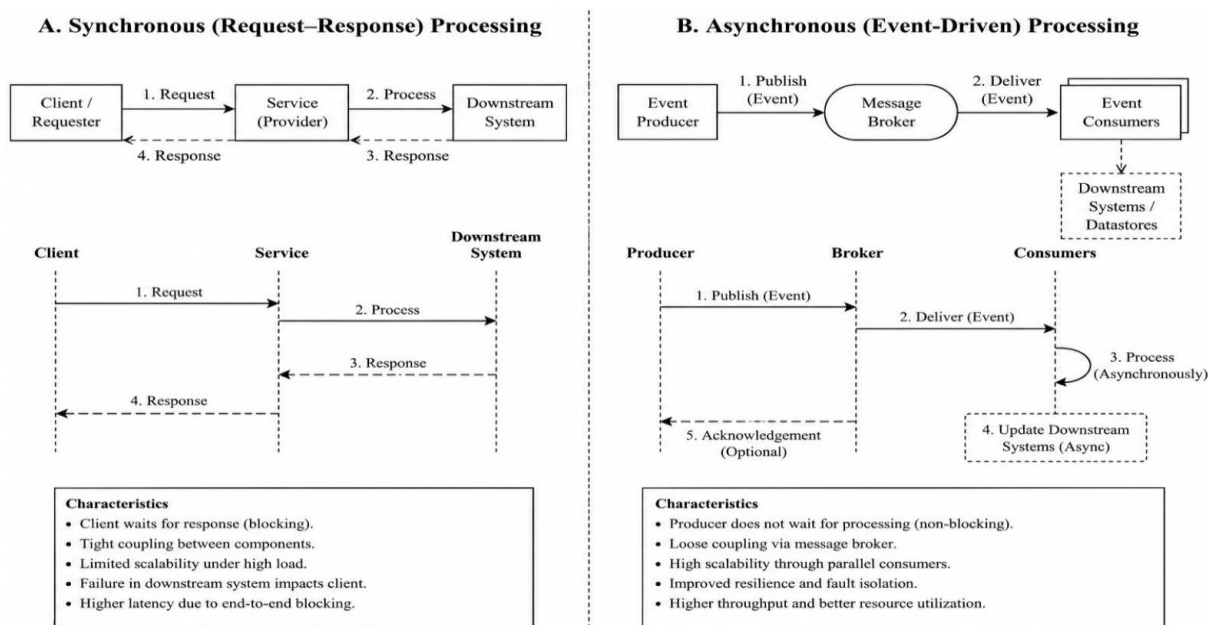 A. Synchronous (Request–Response) Processing
Client /
Requester
1. Request
Service
(Provider)
2. Process
Downstream
System
4. Response
3. Response
Client
Service
Downstream
System
1. Request
2. Process
3. Response
4. Response
Characteristics
• Client waits for response (blocking).
• Tight coupling between components.
• Limited scalability under high load.
• Failure in downstream system impacts client.
• Higher latency due to end-to-end blocking.
B. Asynchronous (Event-Driven) Processing
Event
Producer
1. Publish
(Event)
Message
Broker
2. Deliver
(Event)
Event
Consumers
Downstream
Systems /
Datastores
Producer
Broker
Consumers
1. Publish (Event)
2. Deliver (Event)
3. Process
(Asynchronously)
4. Update Downstream
Systems (Async)
5. Acknowledgement
(Optional)
Characteristics
• Producer does not wait for processing (non-blocking).
• Loose coupling via message broker.
• High scalability through parallel consumers.
• Improved resilience and fault isolation.
• Higher throughput and better resource utilization.